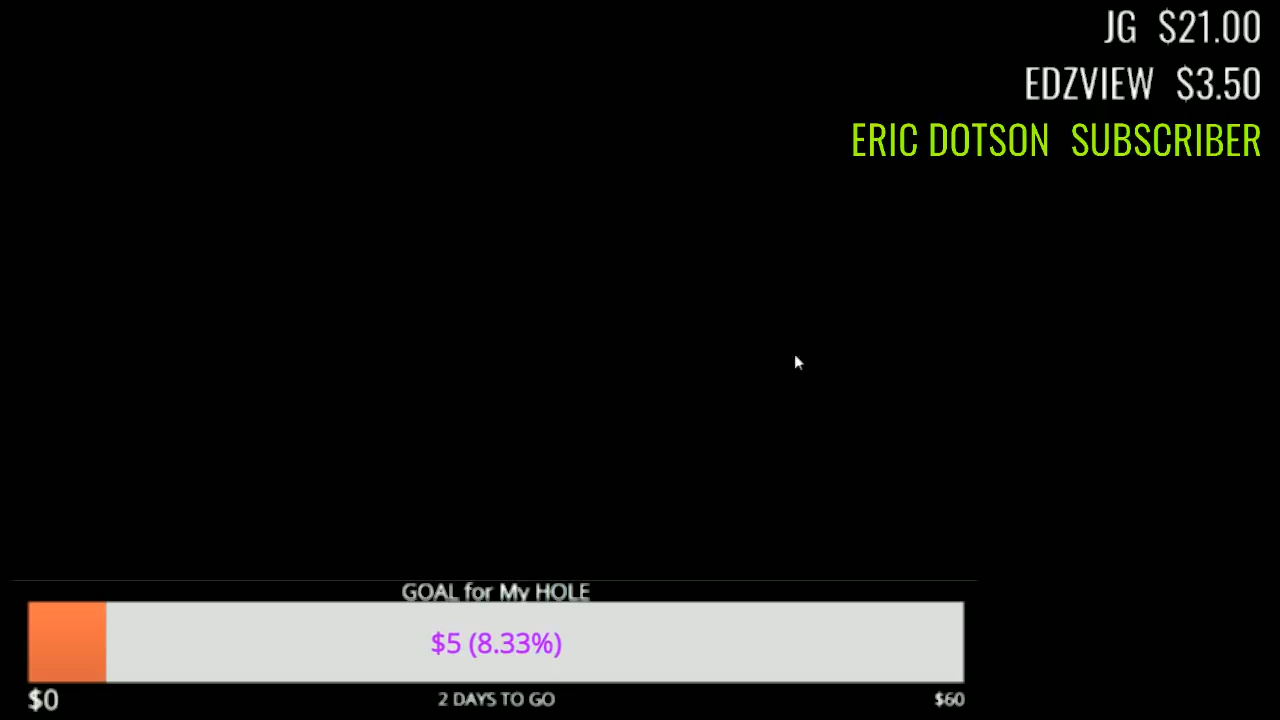 JG $21.00
EDZVIEW $3.50
ERIC DOTSON SUBSCRIBER
GOAL for My HOLE
$5 (8.33%)
$0 2 DAYS TO GO $60